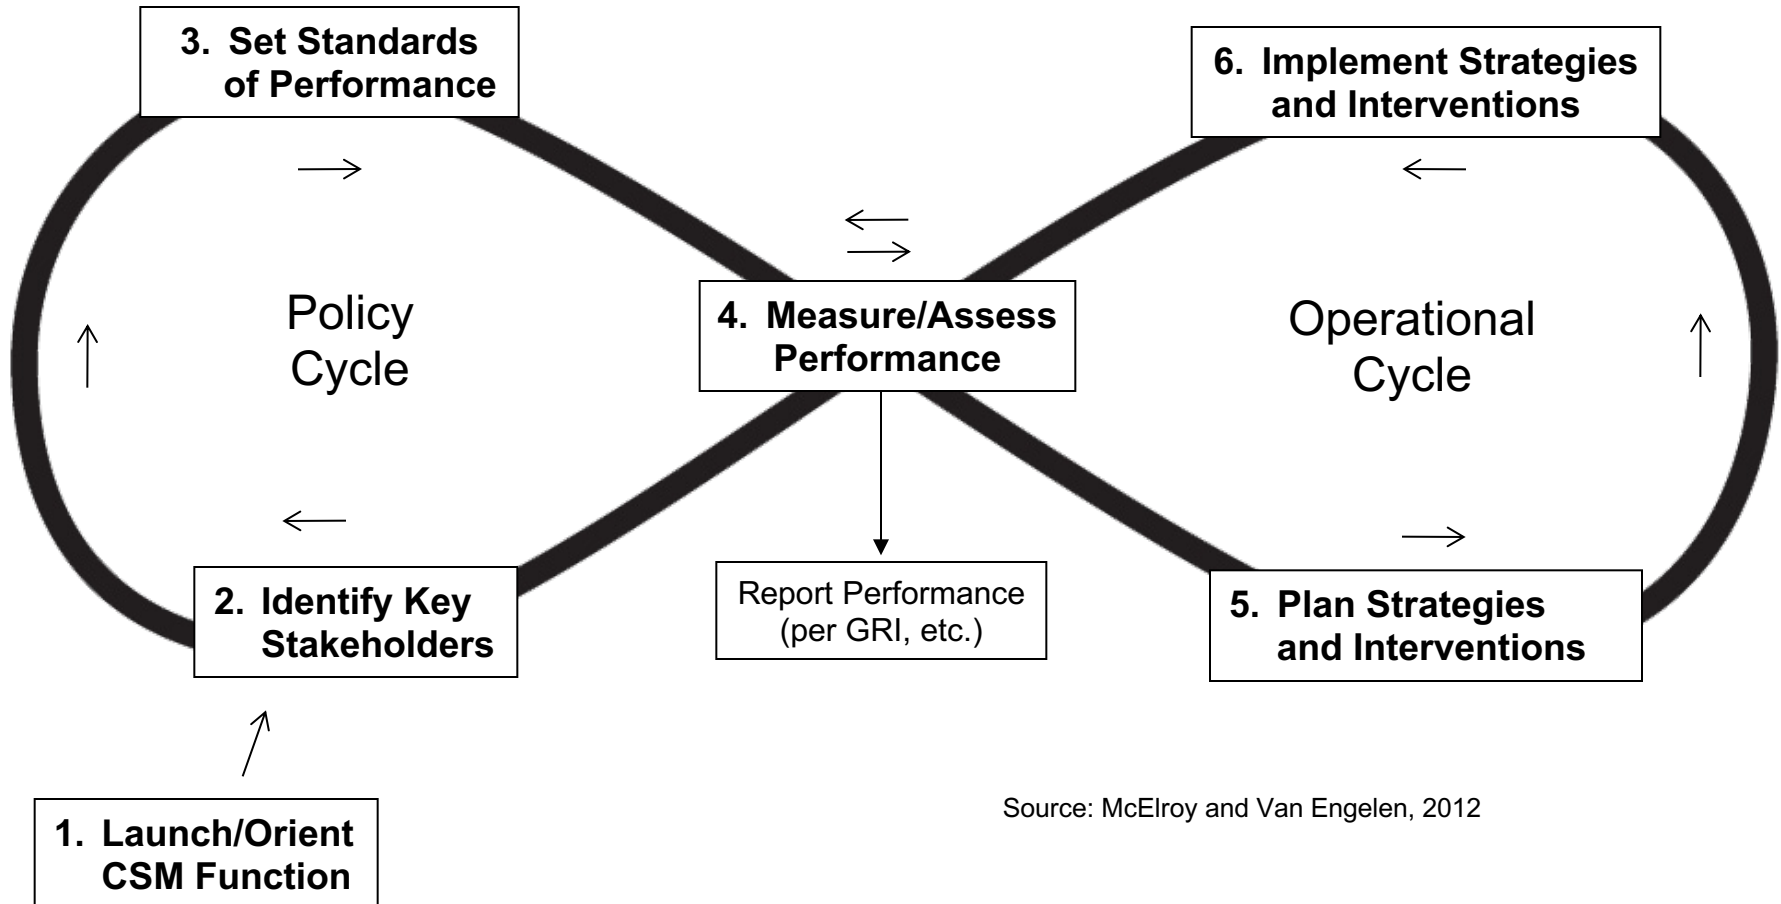 3. Set Standards
of Performance
6. Implement Strategies
and Interventions
Policy
Cycle
4. Measure/Assess
Performance
Operational
Cycle
2. Identify Key
Stakeholders
Report Performance
(per GRI, etc.)
5. Plan Strategies
and Interventions
1. Launch/Orient
CSM Function
Source: McElroy and Van Engelen, 2012